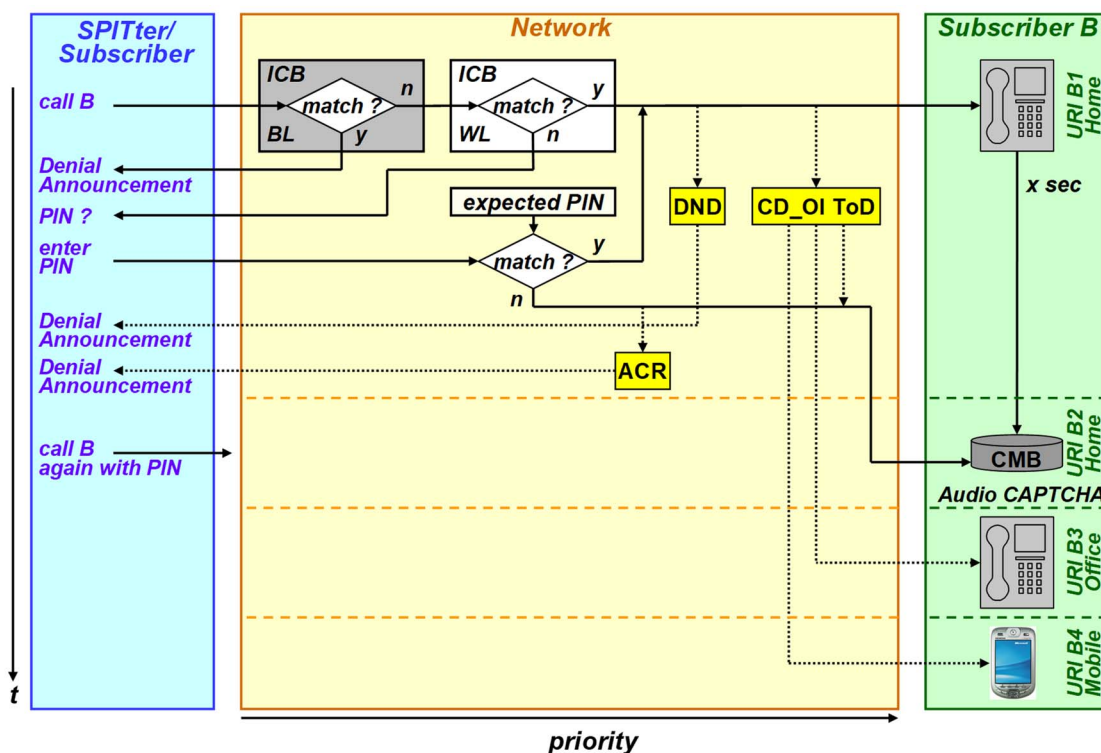 SPITter/
Subscriber
Network
Subscriber B
call B
ICB
match ?
n
BL
y
ICB
match ?
y
WL
n
URI B1
Home
Denial
Announcement
PIN ?
expected PIN
DND
CD_OI ToD
x sec
enter
PIN
match ?
y
n
Denial
Announcement
Denial
Announcement
ACR
call B
again with PIN
CMB
URI B2
Home
Audio CAPTCHA
URI B3
Office
URI B4
Mobile
t
priority